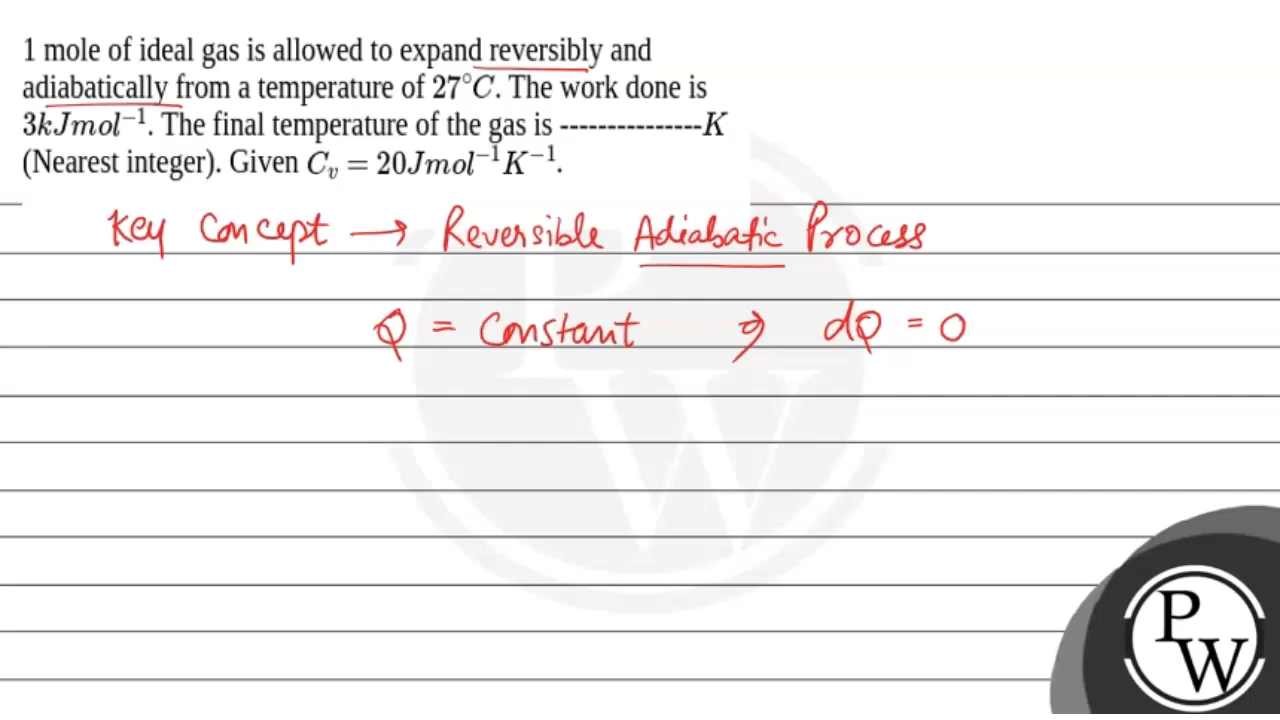 1 mole of ideal gas is allowed to expand reversibly and
adiabatically from a temperature of 27°C. The work done is
3kJmol⁻¹. The final temperature of the gas is ---------------K
(Nearest integer). Given Cᵥ = 20Jmol⁻¹K⁻¹.
Key Concept → Reversible Adiabatic Process
Q = Constant ⇒ dQ = 0
PW
PW